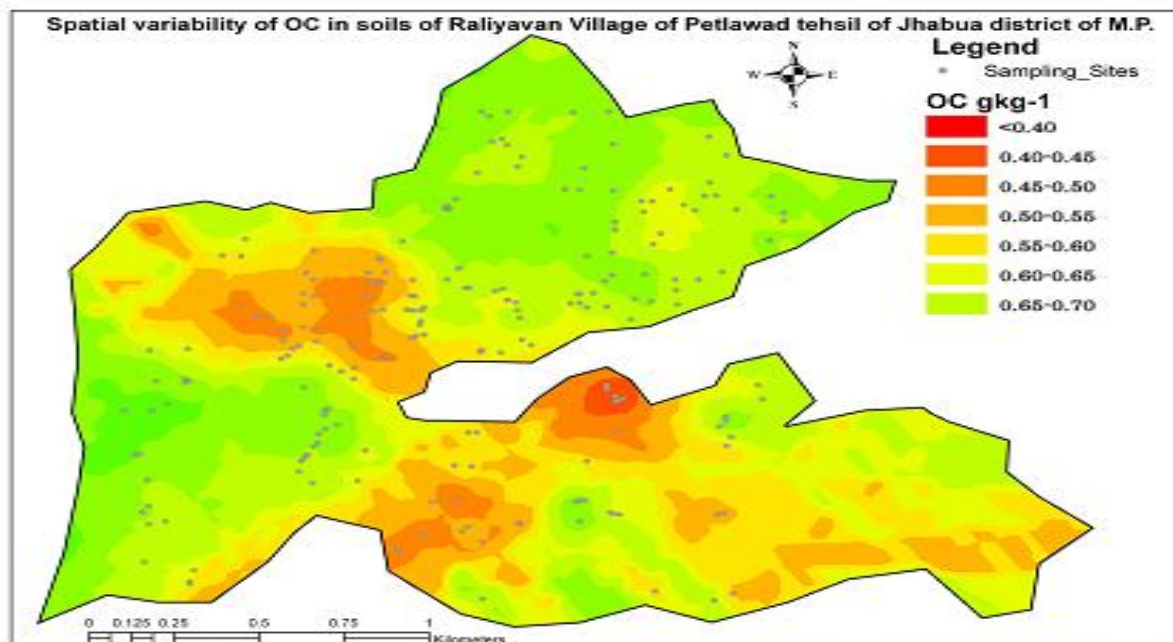 Spatial variability of OC in soils of Raliyavan Village of Petlawad tehsil of Jhabua district of M.P.
N
W E
S
Legend
Sampling_Sites
OC gkg-1
<0.40
0.40-0.45
0.45-0.50
0.50-0.55
0.55-0.60
0.60-0.65
0.65-0.70
0 0.125 0.25 0.5 0.75 1
Kilometers